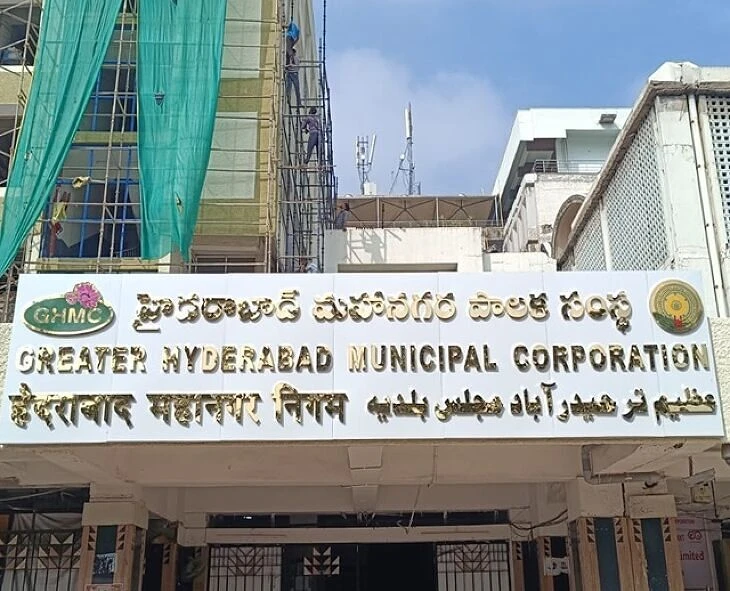 GHMC
హైదరాబాద్ మహానగర పాలక సంస్థ
GREATER HYDERABAD MUNICIPAL CORPORATION
हैदराबाद महानगर निगम عظیم تر حیدرآباد مجلس بلدیہ